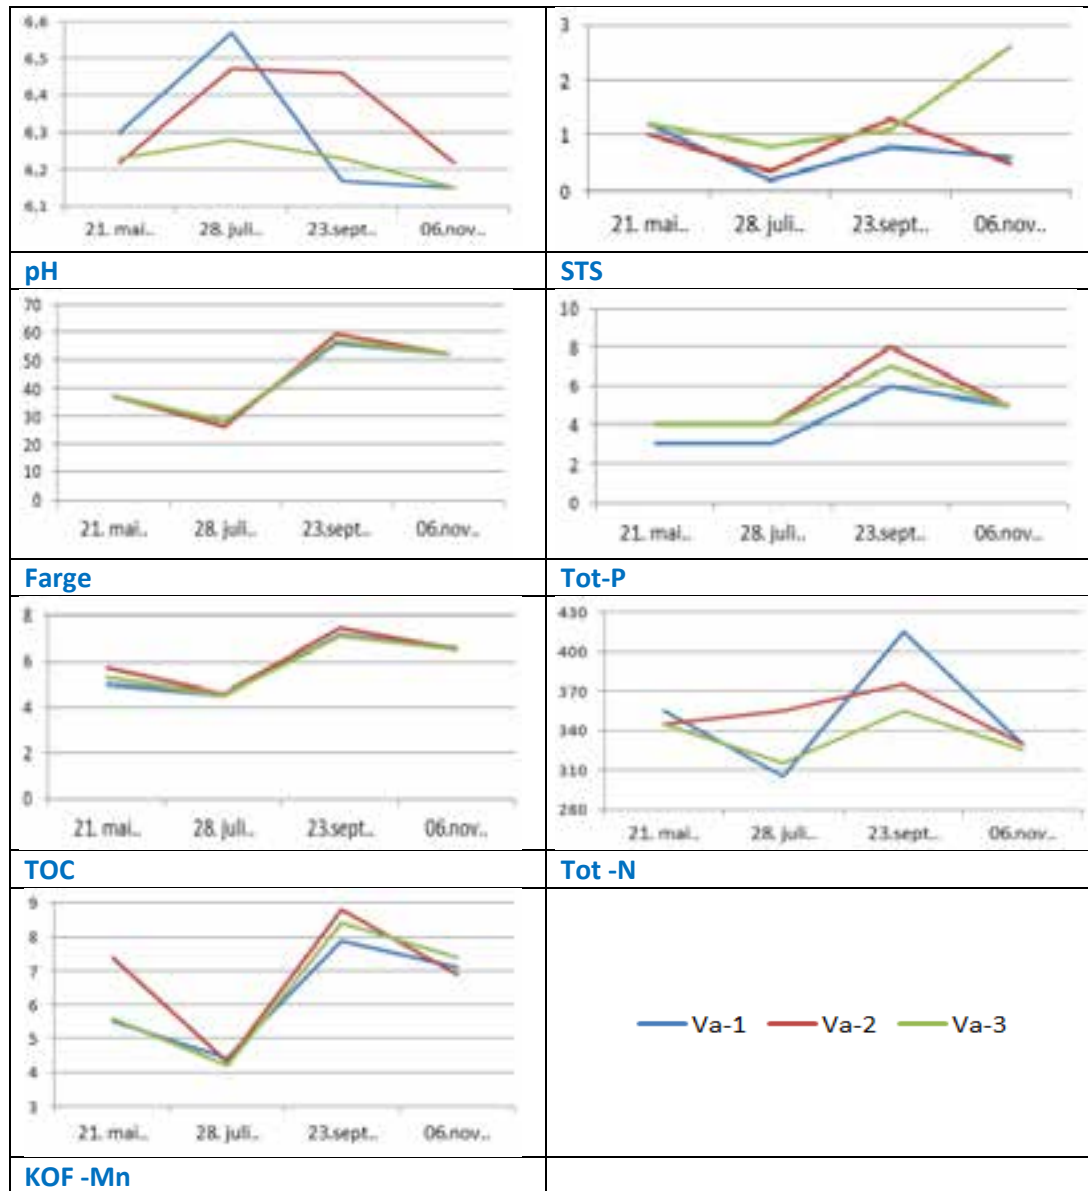 6,6
6,5
6,4
6,3
6,2
6,1
21. mai.. 28. juli.. 23.sept.. 06.nov..
pH
3
2
1
0
21. mai.. 28. juli.. 23.sept.. 06.nov..
STS
70
60
50
40
30
20
10
0
21. mai.. 28. juli.. 23.sept.. 06.nov..
Farge
10
8
6
4
2
0
21. mai.. 28. juli.. 23.sept.. 06.nov..
Tot-P
8
6
4
2
0
21. mai.. 28. juli.. 23.sept.. 06.nov..
TOC
430
400
370
340
310
280
21. mai.. 28. juli.. 23.sept.. 06.nov..
Tot -N
9
8
7
6
5
4
3
21. mai.. 28. juli.. 23.sept.. 06.nov..
KOF -Mn
Va-1 Va-2 Va-3